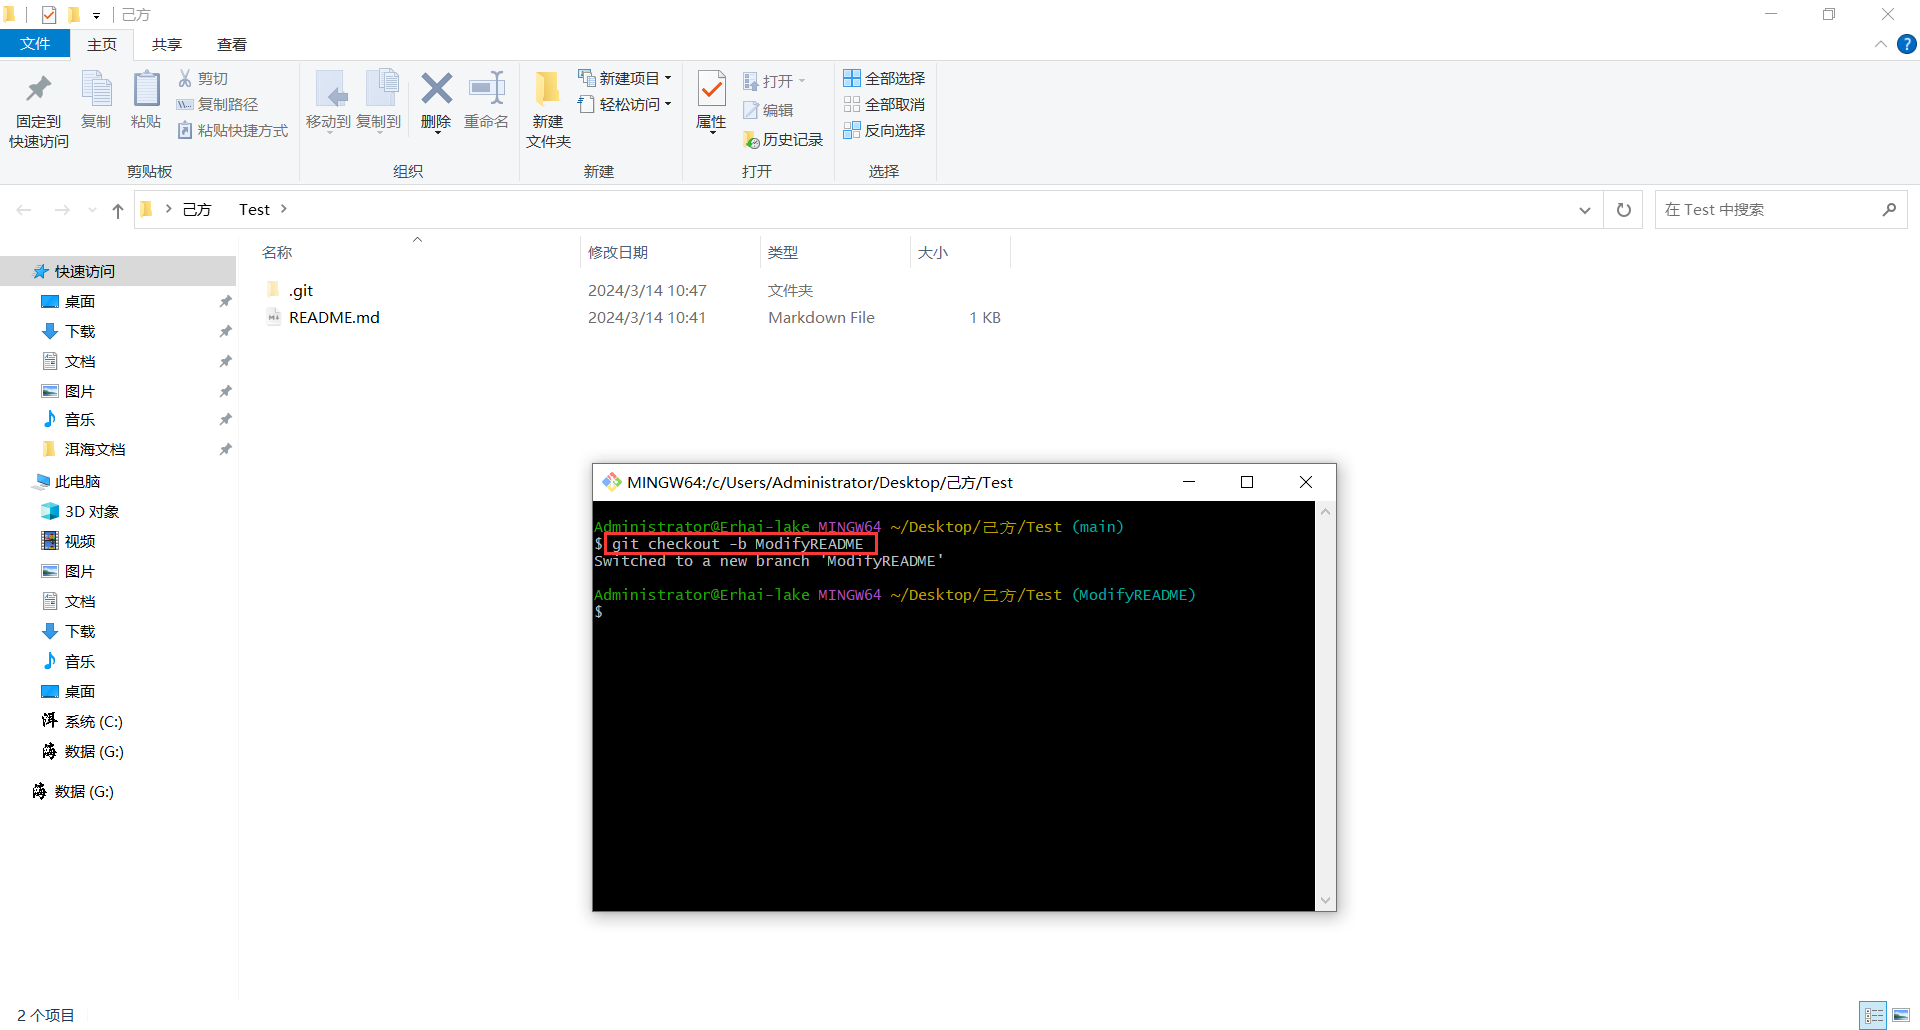 己方
文件 主页 共享 查看
固定到
快速访问
复制
粘贴
剪切
复制路径
粘贴快捷方式
剪贴板
移动到 复制到 删除 重命名
组织
新建
文件夹
新建项目
轻松访问
新建
属性
打开
编辑
历史记录
打开
全部选择
全部取消
反向选择
选择
己方 Test
在 Test 中搜索
名称 修改日期 类型 大小
.git 2024/3/14 10:47 文件夹
README.md 2024/3/14 10:41 Markdown File 1 KB
快速访问
桌面
下载
文档
图片
音乐
洱海文档
此电脑
3D 对象
视频
图片
文档
下载
音乐
桌面
洱 系统 (C:)
海 数据 (G:)
海 数据 (G:)
MINGW64:/c/Users/Administrator/Desktop/己方/Test
Administrator@Erhai-lake MINGW64 ~/Desktop/己方/Test (main)
$ git checkout -b ModifyREADME
Switched to a new branch 'ModifyREADME'
Administrator@Erhai-lake MINGW64 ~/Desktop/己方/Test (ModifyREADME)
$
2 个项目